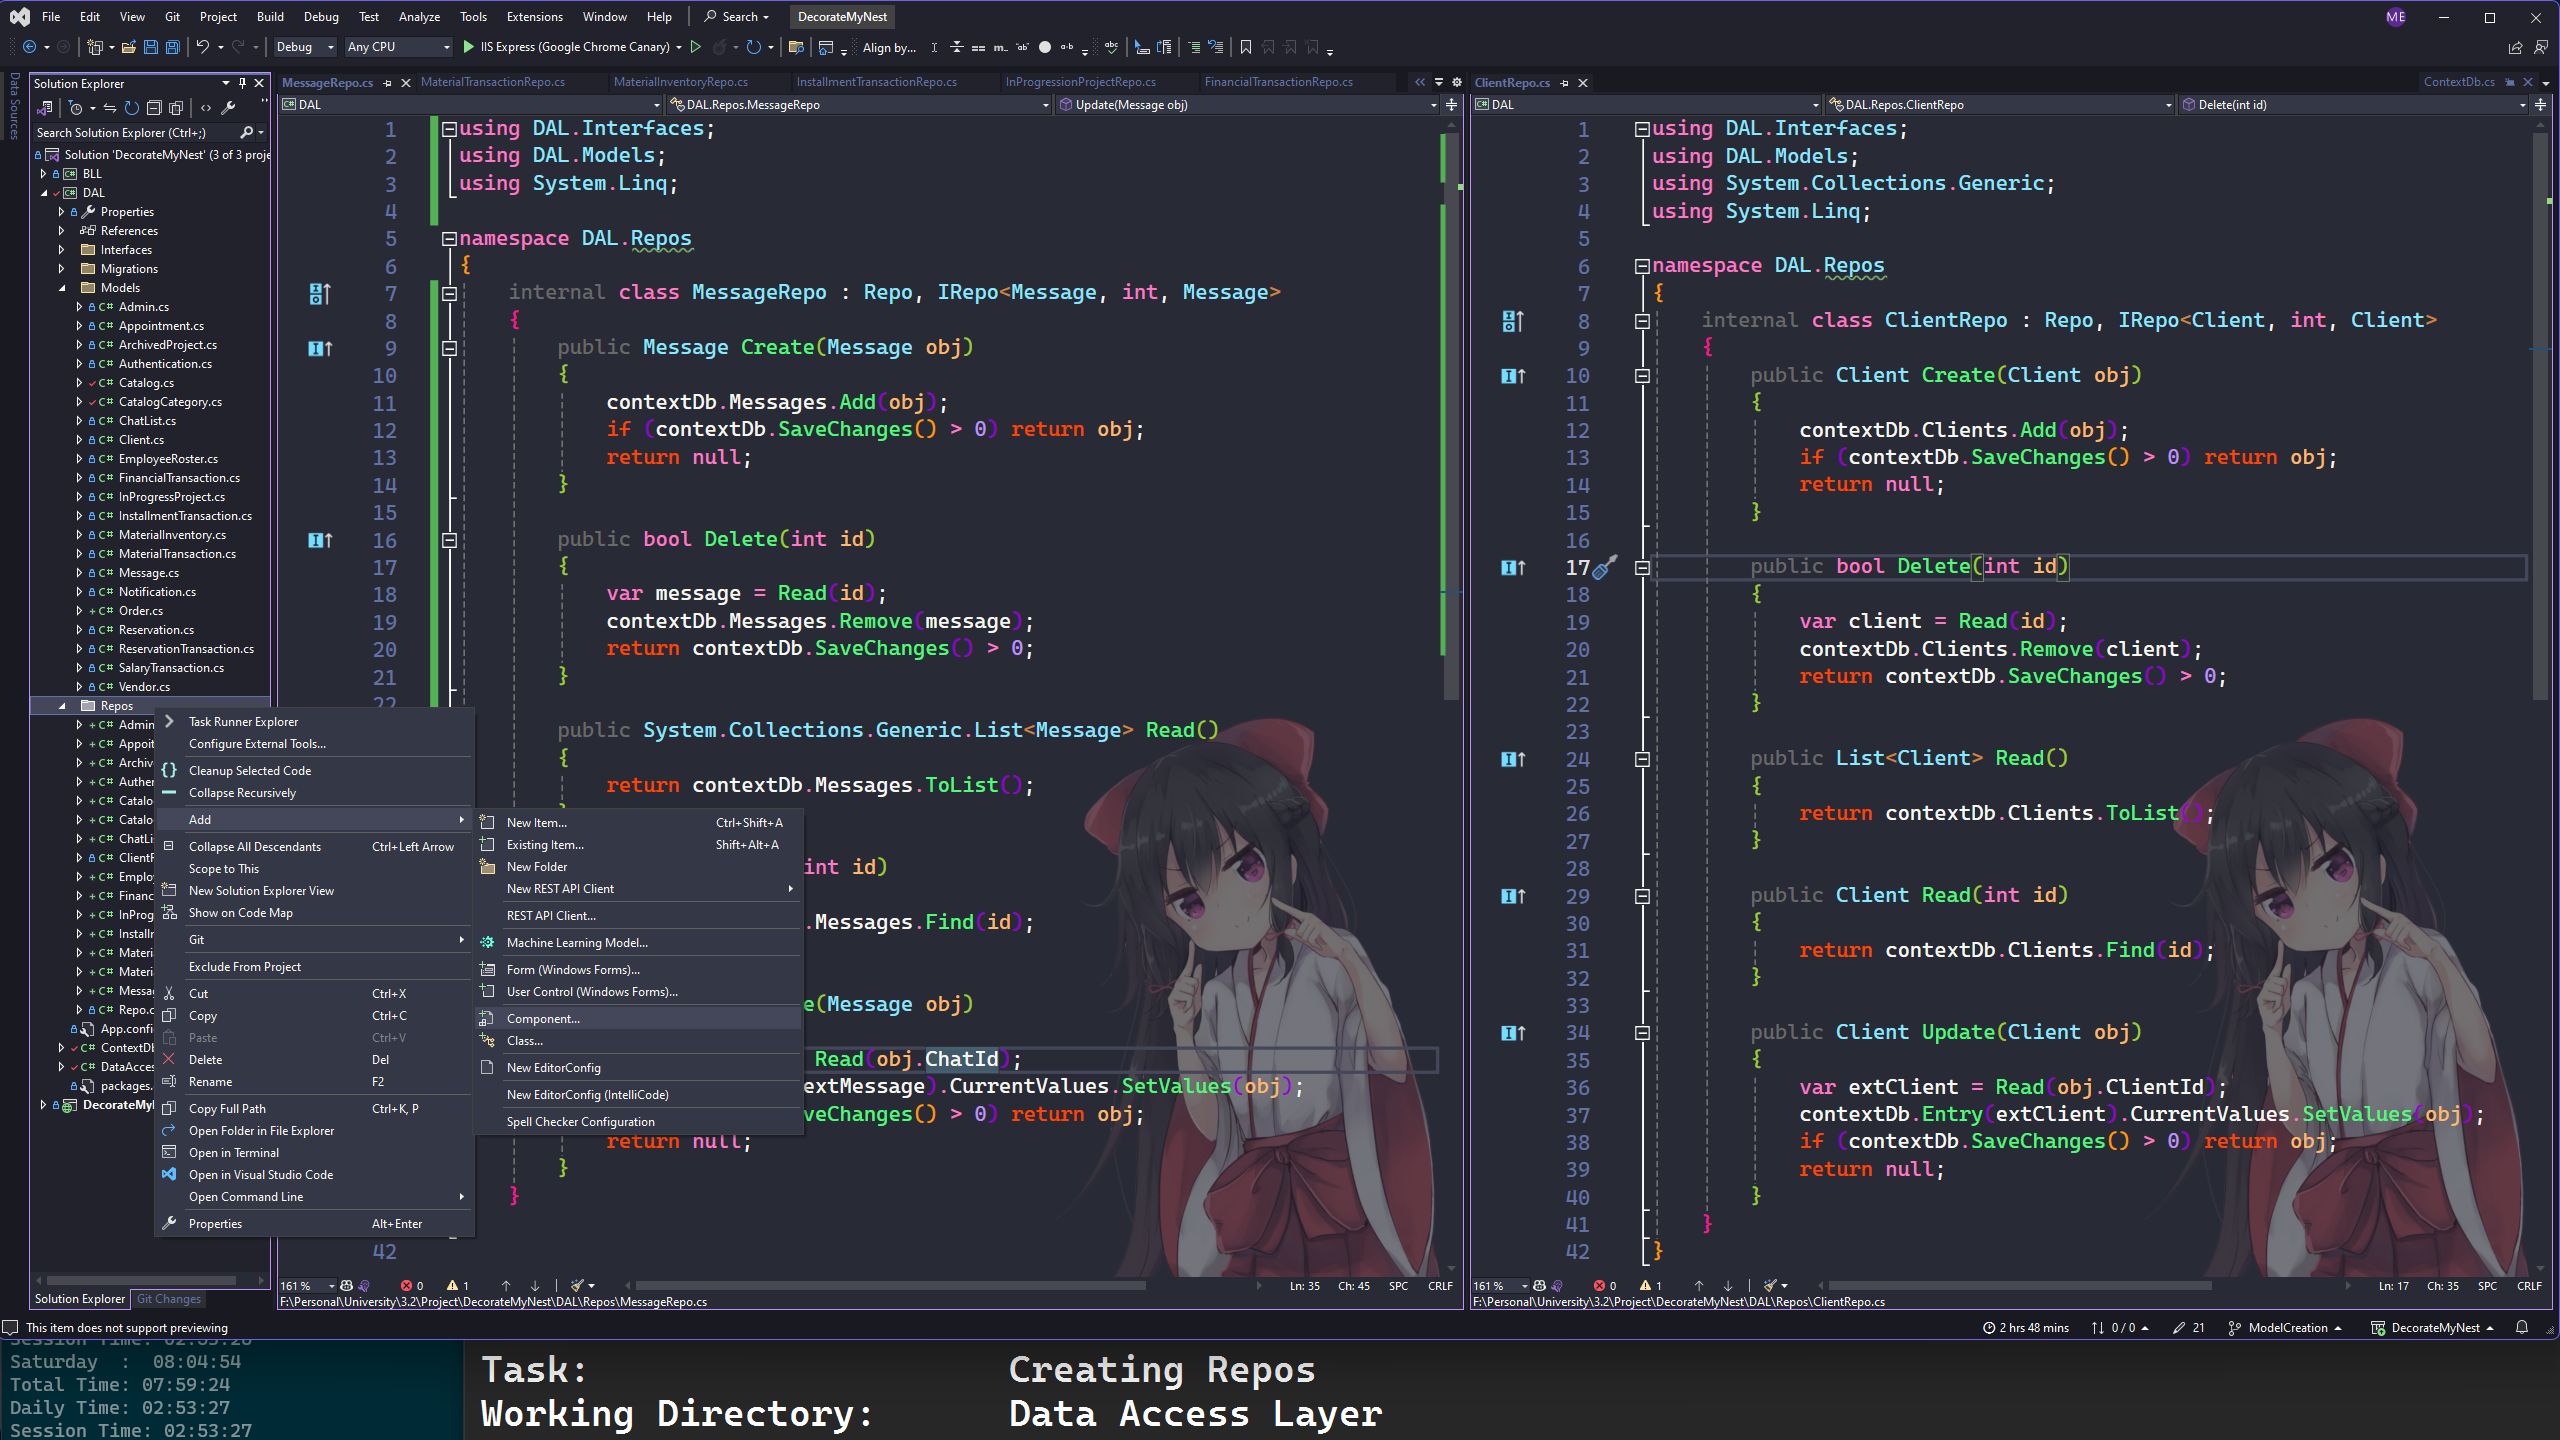 File Edit View Git Project Build Debug Test Analyze Tools Extensions Window Help Search DecorateMyNest ME
Debug Any CPU IIS Express (Google Chrome Canary) Align by...
Data Sources
Solution Explorer
Search Solution Explorer (Ctrl+;)
Solution 'DecorateMyNest' (3 of 3 proje
BLL
DAL
Properties
References
Interfaces
Migrations
Models
Admin.cs
Appointment.cs
ArchivedProject.cs
Authentication.cs
Catalog.cs
CatalogCategory.cs
ChatList.cs
Client.cs
EmployeeRoster.cs
FinancialTransaction.cs
InProgressProject.cs
InstallmentTransaction.cs
MaterialInventory.cs
MaterialTransaction.cs
Message.cs
Notification.cs
Order.cs
Reservation.cs
ReservationTransaction.cs
SalaryTransaction.cs
Vendor.cs
Repos
Admin
Appoit
Archiv
Auther
Catalo
Catalo
ChatLi
ClientF
Employ
Financ
InProg
Installr
Materi
Materi
Messag
Repo.c
App.confi
ContextDb
DataAcces
packages.
DecorateMyl
Solution Explorer Git Changes
Task Runner Explorer
Configure External Tools...
Cleanup Selected Code
Collapse Recursively
Add
Collapse All Descendants Ctrl+Left Arrow
Scope to This
New Solution Explorer View
Show on Code Map
Git
Exclude From Project
Cut Ctrl+X
Copy Ctrl+C
Paste Ctrl+V
Delete Del
Rename F2
Copy Full Path Ctrl+K, P
Open Folder in File Explorer
Open in Terminal
Open in Visual Studio Code
Open Command Line
Properties Alt+Enter
New Item... Ctrl+Shift+A
Existing Item... Shift+Alt+A
New Folder
New REST API Client
REST API Client...
Machine Learning Model...
Form (Windows Forms)...
User Control (Windows Forms)...
Component...
Class...
New EditorConfig
New EditorConfig (IntelliCode)
Spell Checker Configuration
MessageRepo.cs MaterialTransactionRepo.cs MaterialInventoryRepo.cs InstallmentTransactionRepo.cs InProgressionProjectRepo.cs FinancialTransactionRepo.cs
DAL DAL.Repos.MessageRepo Update(Message obj)
1 using DAL.Interfaces;
2 using DAL.Models;
3 using System.Linq;
4
5 namespace DAL.Repos
6 {
7 internal class MessageRepo : Repo, IRepo<Message, int, Message>
8 {
9 public Message Create(Message obj)
10 {
11 contextDb.Messages.Add(obj);
12 if (contextDb.SaveChanges() > 0) return obj;
13 return null;
14 }
15
16 public bool Delete(int id)
17 {
18 var message = Read(id);
19 contextDb.Messages.Remove(message);
20 return contextDb.SaveChanges() > 0;
21 }
22
public System.Collections.Generic.List<Message> Read()
{
return contextDb.Messages.ToList();
int id)
.Messages.Find(id);
e(Message obj)
Read(obj.ChatId);
extMessage).CurrentValues.SetValues(obj);
veChanges() > 0) return obj;
return null;
}
}
42
161 % 0 1 Ln: 35 Ch: 45 SPC CRLF
F:\Personal\University\3.2\Project\DecorateMyNest\DAL\Repos\MessageRepo.cs
ClientRepo.cs ContextDb.cs
DAL DAL.Repos.ClientRepo Delete(int id)
1 using DAL.Interfaces;
2 using DAL.Models;
3 using System.Collections.Generic;
4 using System.Linq;
5
6 namespace DAL.Repos
7 {
8 internal class ClientRepo : Repo, IRepo<Client, int, Client>
9 {
10 public Client Create(Client obj)
11 {
12 contextDb.Clients.Add(obj);
13 if (contextDb.SaveChanges() > 0) return obj;
14 return null;
15 }
16
17 public bool Delete(int id)
18 {
19 var client = Read(id);
20 contextDb.Clients.Remove(client);
21 return contextDb.SaveChanges() > 0;
22 }
23
24 public List<Client> Read()
25 {
26 return contextDb.Clients.ToList();
27 }
28
29 public Client Read(int id)
30 {
31 return contextDb.Clients.Find(id);
32 }
33
34 public Client Update(Client obj)
35 {
36 var extClient = Read(obj.ClientId);
37 contextDb.Entry(extClient).CurrentValues.SetValues(obj);
38 if (contextDb.SaveChanges() > 0) return obj;
39 return null;
40 }
41 }
42 }
161 % 0 1 Ln: 17 Ch: 35 SPC CRLF
F:\Personal\University\3.2\Project\DecorateMyNest\DAL\Repos\ClientRepo.cs
This item does not support previewing 2 hrs 48 mins 0 / 0 21 ModelCreation DecorateMyNest
Saturday : 08:04:54
Total Time: 07:59:24
Daily Time: 02:53:27
Session Time: 02:53:27
Task: Creating Repos
Working Directory: Data Access Layer